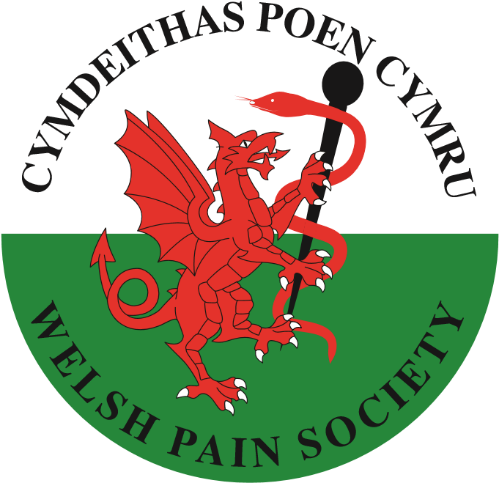 CYMDEITHAS POEN CYMRU
WELSH PAIN SOCIETY